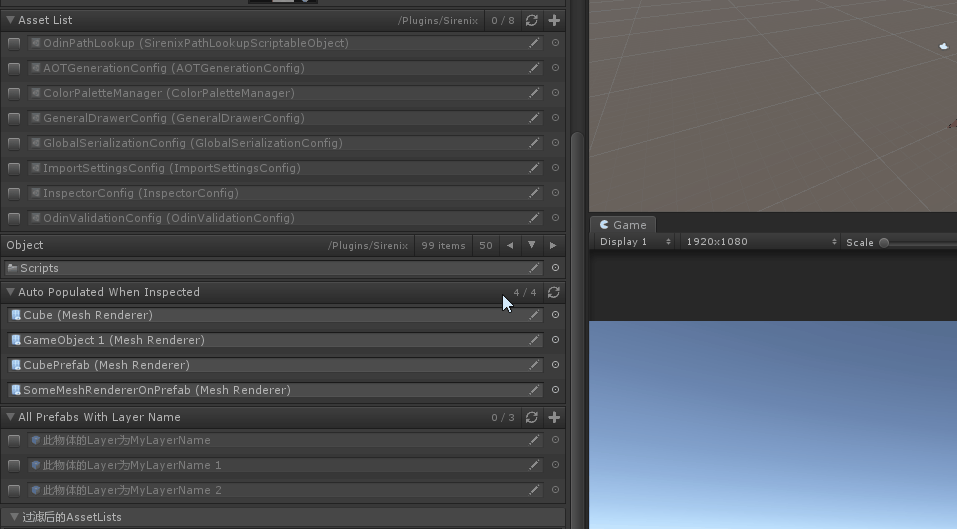 Asset List /Plugins/Sirenix 0 / 8
OdinPathLookup (SirenixPathLookupScriptableObject)
AOTGenerationConfig (AOTGenerationConfig)
ColorPaletteManager (ColorPaletteManager)
GeneralDrawerConfig (GeneralDrawerConfig)
GlobalSerializationConfig (GlobalSerializationConfig)
ImportSettingsConfig (ImportSettingsConfig)
InspectorConfig (InspectorConfig)
OdinValidationConfig (OdinValidationConfig)
Object /Plugins/Sirenix 99 items 50
Scripts
Auto Populated When Inspected 4 / 4
Cube (Mesh Renderer)
GameObject 1 (Mesh Renderer)
CubePrefab (Mesh Renderer)
SomeMeshRendererOnPrefab (Mesh Renderer)
All Prefabs With Layer Name 0 / 3
此物体的Layer为MyLayerName
此物体的Layer为MyLayerName 1
此物体的Layer为MyLayerName 2
过滤后的AssetLists
Game
Display 1 1920x1080 Scale